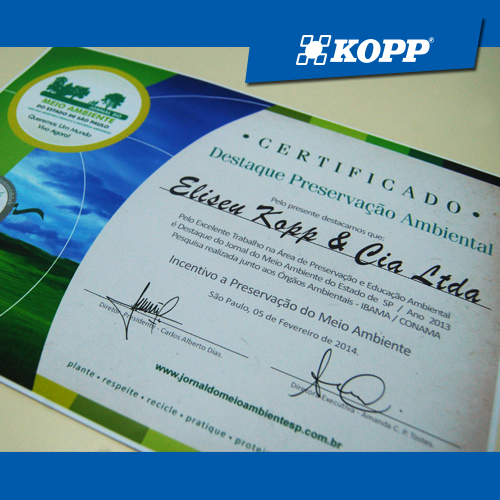 KOPP®
JORNAL DO
MEIO AMBIENTE
DO ESTADO DE SÃO PAULO
Queremos Um Mundo
Vivo Agora!
• CERTIFICADO •
Destaque Preservação Ambiental
Pelo presente destacamos que:
Eliseu Kopp & Cia Ltda
Pelo Excelente Trabalho na Área de Preservação e Educação Ambiental
é Destaque do Jornal do Meio Ambiente do Estado de SP / Ano 2013
Pesquisa realizada junto aos Órgãos Ambientais - IBAMA / CONAMA
Incentivo a Preservação do Meio Ambiente
São Paulo, 05 de Fevereiro de 2014.
Diretor-Presidente - Carlos Alberto Dias.
Diretora Executiva - Amanda C. P. Tostes.
www.jornaldomeioambientesp.com.br
plante • respeite • recicle • pratique • prote